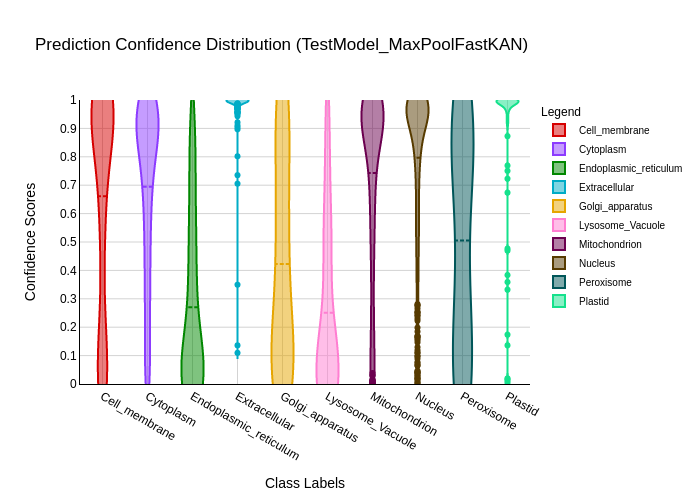 Prediction Confidence Distribution (TestModel_MaxPoolFastKAN)
Legend
Cell_membrane
Cytoplasm
Endoplasmic_reticulum
Extracellular
Golgi_apparatus
Lysosome_Vacuole
Mitochondrion
Nucleus
Peroxisome
Plastid
Confidence Scores
1
0.9
0.8
0.7
0.6
0.5
0.4
0.3
0.2
0.1
0
Cell_membrane
Cytoplasm
Endoplasmic_reticulum
Extracellular
Golgi_apparatus
Lysosome_Vacuole
Mitochondrion
Nucleus
Peroxisome
Plastid
Class Labels